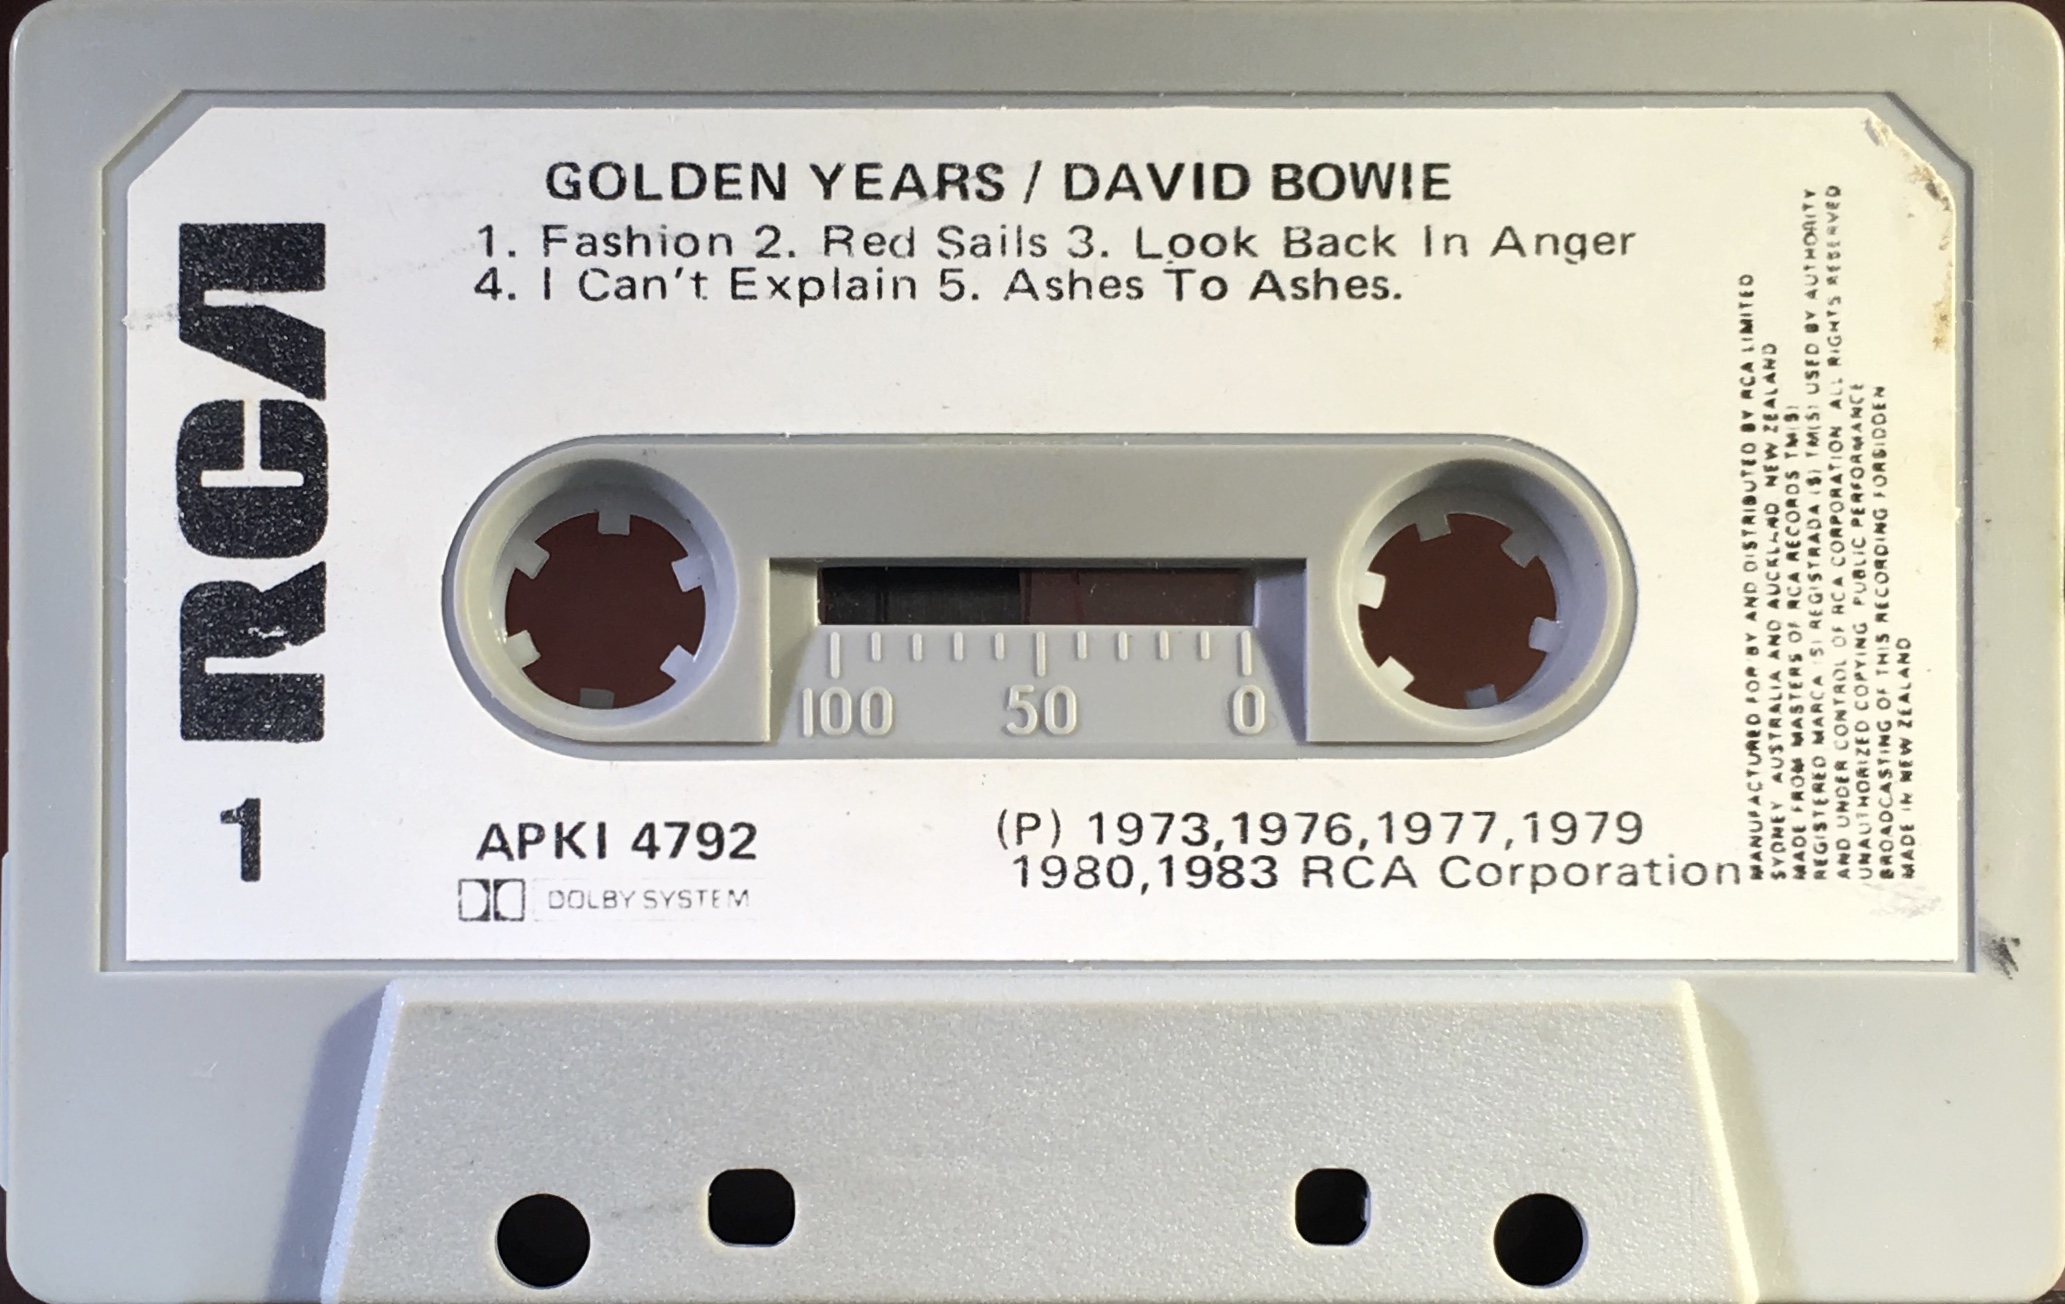 GOLDEN YEARS / DAVID BOWIE
1. Fashion 2. Red Sails 3. Look Back In Anger
4. I Can't Explain 5. Ashes To Ashes.
RCA
1
100 50 0
APKI 4792
DOLBY SYSTEM
(P) 1973,1976,1977,1979
1980,1983 RCA Corporation
MANUFACTURED FOR BY AND DISTRIBUTED BY RCA LIMITED
SYDNEY AUSTRALIA AND AUCKLAND NEW ZEALAND
MADE FROM MASTERS OF RCA RECORDS TM(S)
REGISTERED MARCA (S) REGISTRADA (S) TM(S) USED BY AUTHORITY
AND UNDER CONTROL OF RCA CORPORATION ALL RIGHTS RESERVED
UNAUTHORIZED COPYING PUBLIC PERFORMANCE
BROADCASTING OF THIS RECORDING FORBIDDEN
MADE IN NEW ZEALAND